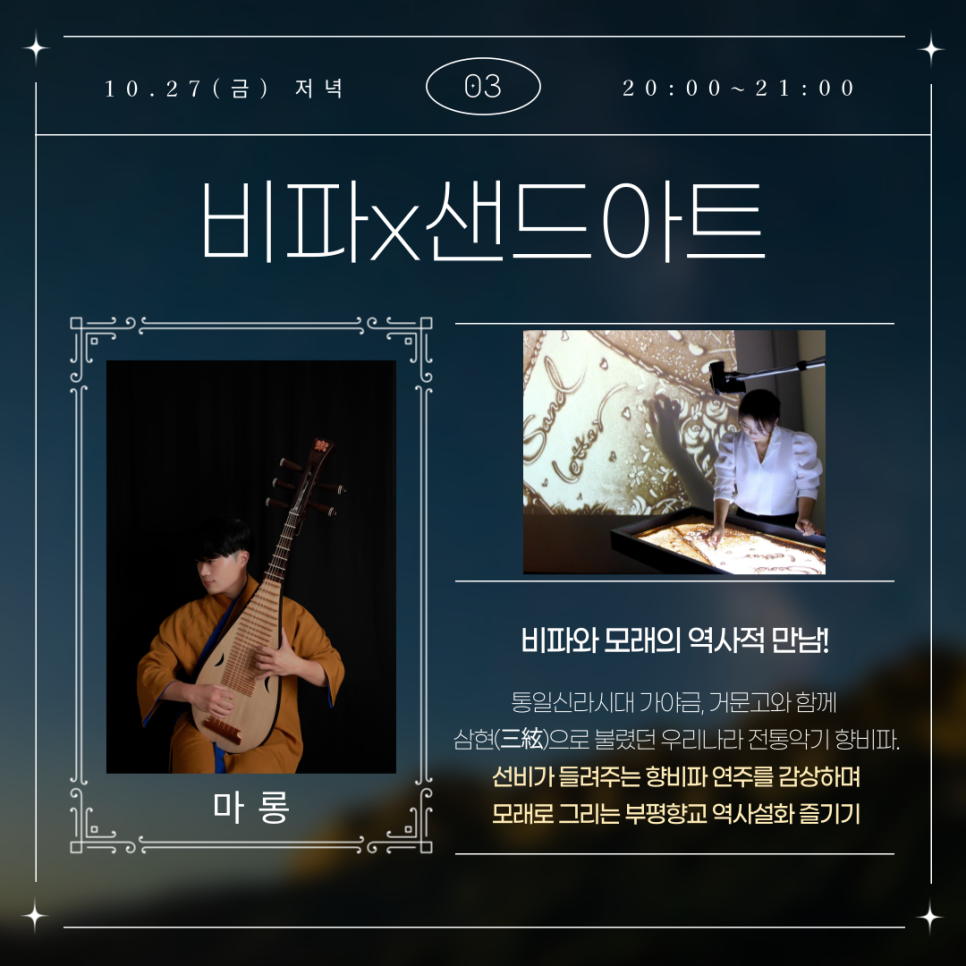 10.27(금) 저녁
03
20:00~21:00
비파x샌드아트
Sand
letter
마롱
비파와 모래의 역사적 만남!
통일신라시대 가야금, 거문고와 함께
삼현(三絃)으로 불렸던 우리나라 전통악기 향비파.
선비가 들려주는 향비파 연주를 감상하며
모래로 그리는 부평향교 역사설화 즐기기